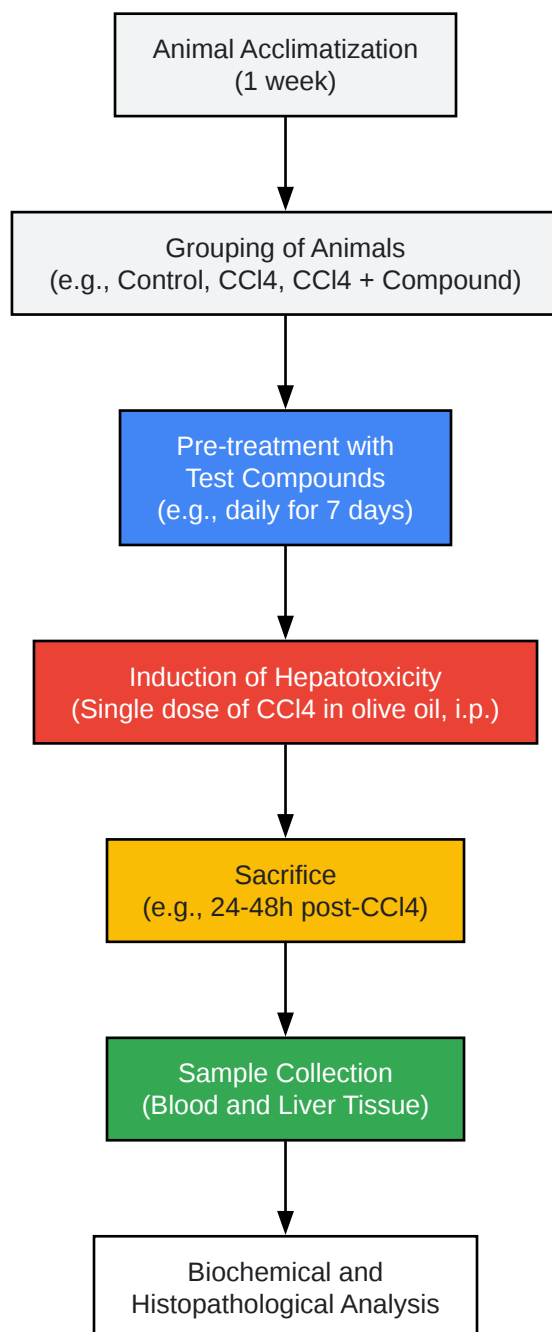 Animal Acclimatization
(1 week)
Grouping of Animals
(e.g., Control, CCl4, CCl4 + Compound)
Pre-treatment with
Test Compounds
(e.g., daily for 7 days)
Induction of Hepatotoxicity
(Single dose of CCl4 in olive oil, i.p.)
Sacrifice
(e.g., 24-48h post-CCl4)
Sample Collection
(Blood and Liver Tissue)
Biochemical and
Histopathological Analysis